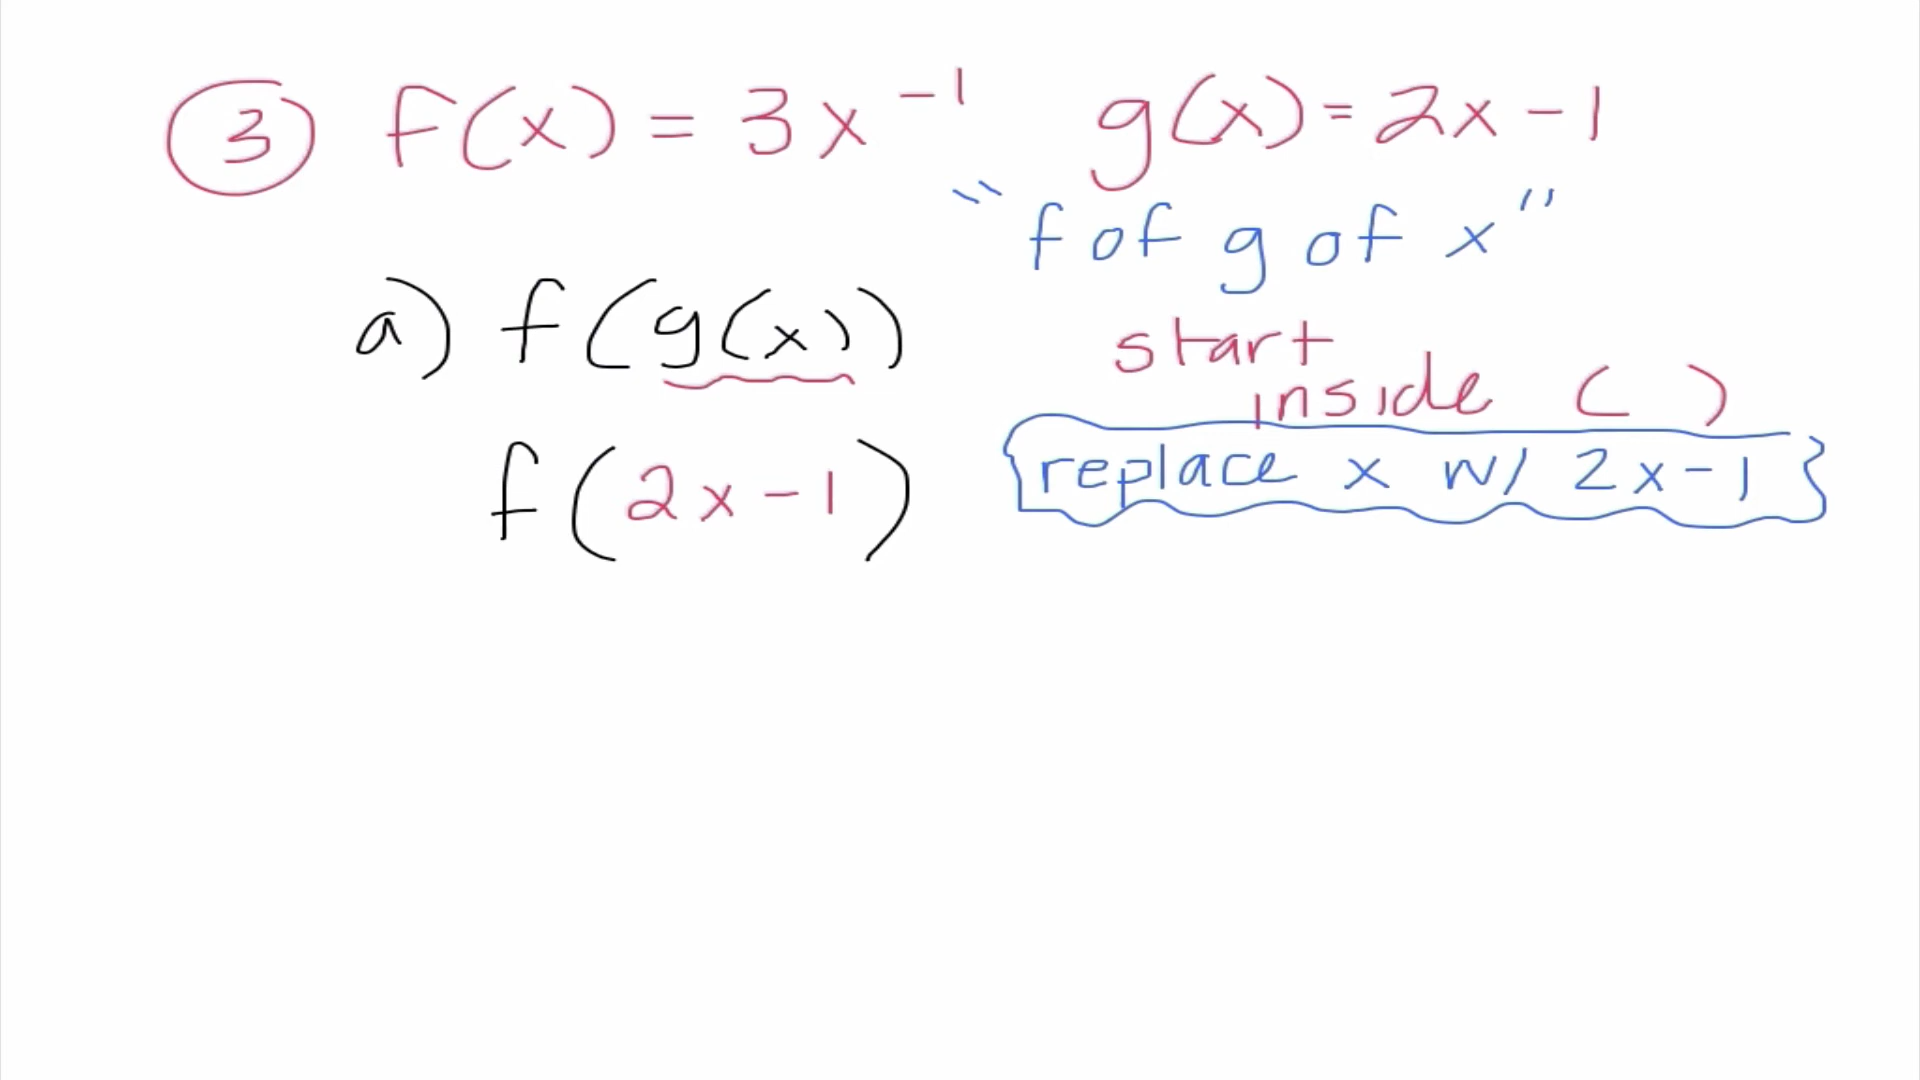 ③ f(x) = 3x⁻¹ g(x) = 2x - 1
"f of g of x"
a) f(g(x))
start
inside ( )
f(2x - 1)
replace x w/ 2x - 1